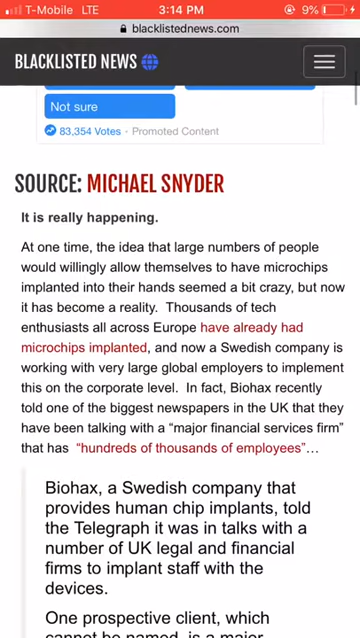 T-Mobile LTE 3:14 PM 9%
blacklistednews.com
BLACKLISTED NEWS
Not sure
83,354 Votes · Promoted Content
SOURCE: MICHAEL SNYDER
It is really happening.
At one time, the idea that large numbers of people
would willingly allow themselves to have microchips
implanted into their hands seemed a bit crazy, but now
it has become a reality.  Thousands of tech
enthusiasts all across Europe have already had
microchips implanted, and now a Swedish company is
working with very large global employers to implement
this on the corporate level.  In fact, Biohax recently
told one of the biggest newspapers in the UK that they
have been talking with a “major financial services firm”
that has  “hundreds of thousands of employees”…
Biohax, a Swedish company that
provides human chip implants, told
the Telegraph it was in talks with a
number of UK legal and financial
firms to implant staff with the
devices.
One prospective client, which
cannot be named, is a major